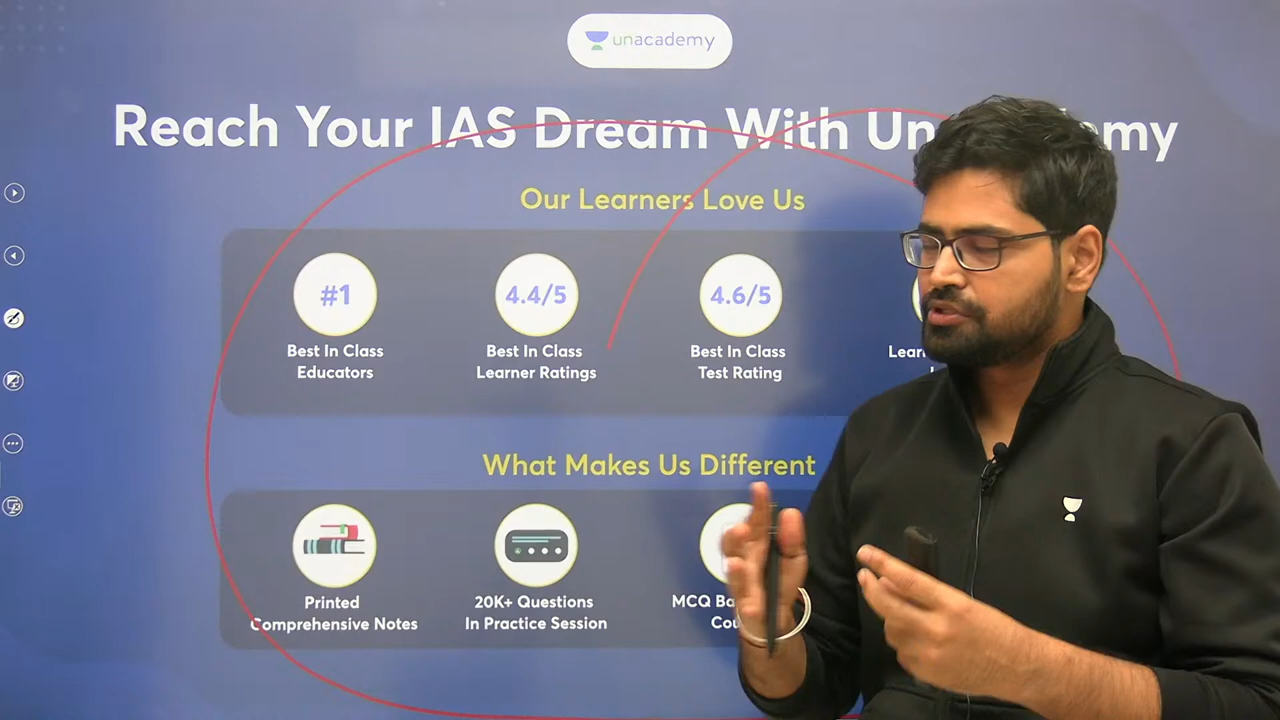 unacademy
Reach Your IAS Dream With
Our Learners Love Us
#1
4.4/5
4.6/5
Best In Class
Educators
Best In Class
Learner Ratings
Best In Class
Test Rating
What Makes Us Different
Printed
Comprehensive Notes
20K+ Questions
In Practice Session
MCQ